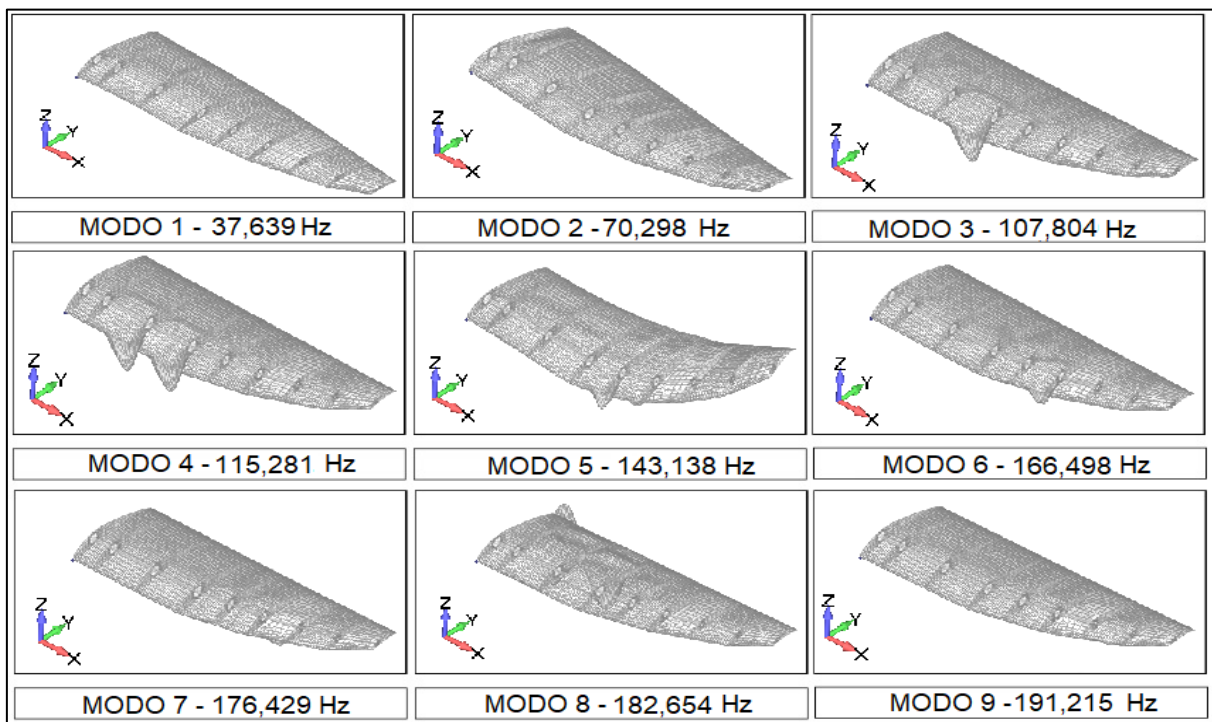 Z
Y
X
Z
Y
X
Z
Y
X
MODO 1 - 37,639 Hz
MODO 2 -70,298 Hz
MODO 3 - 107,804 Hz
Z
Y
X
Z
Y
X
Z
Y
X
MODO 4 - 115,281 Hz
MODO 5 - 143,138 Hz
MODO 6 - 166,498 Hz
Z
Y
X
Z
Y
X
Z
Y
X
MODO 7 - 176,429 Hz
MODO 8 - 182,654 Hz
MODO 9 -191,215 Hz